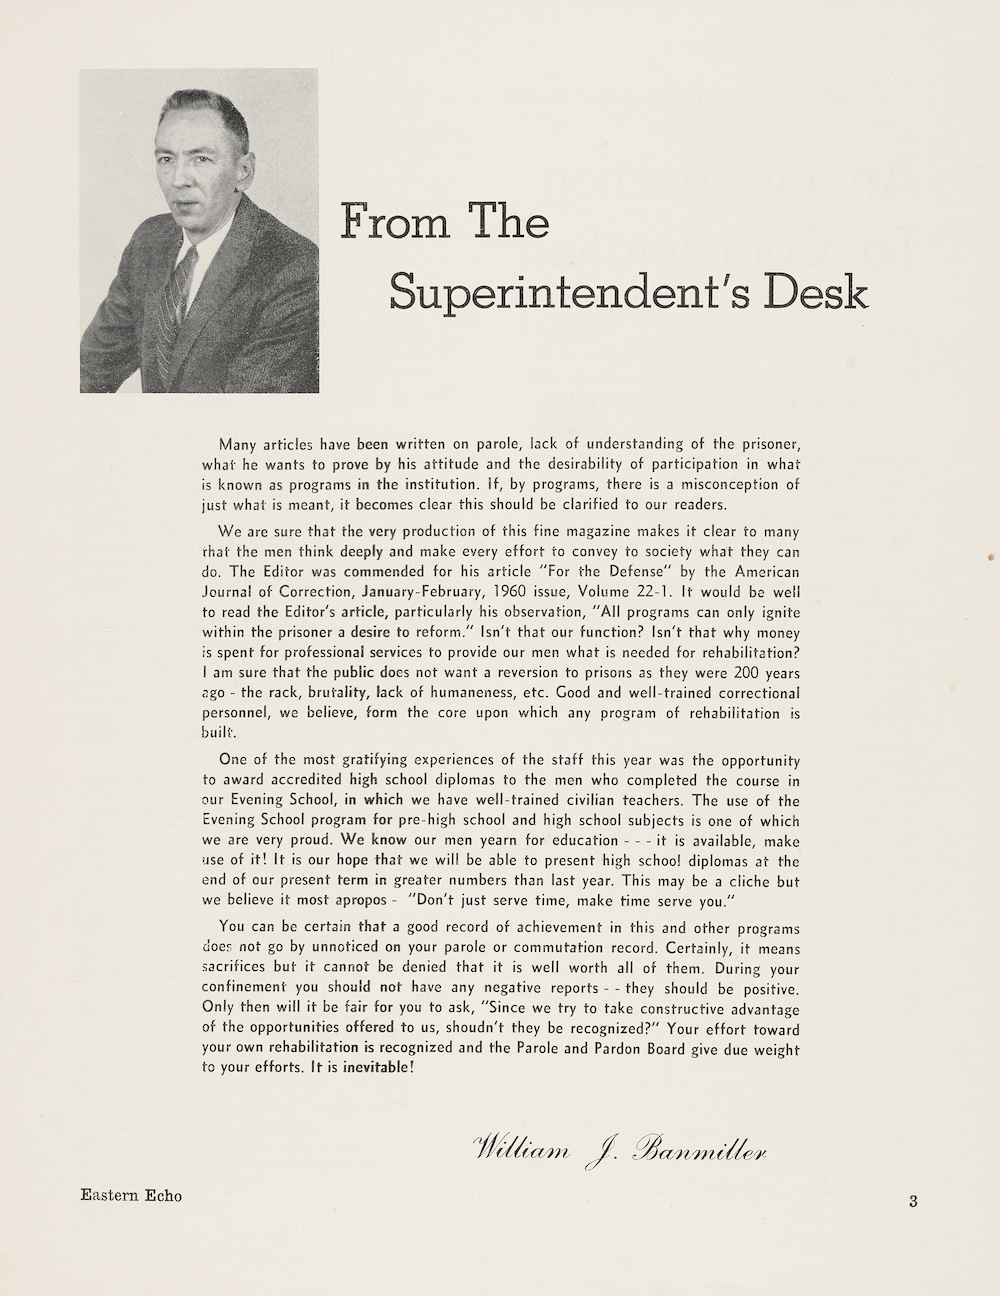 From The
Superintendent's Desk
Many articles have been written on parole, lack of understanding of the prisoner,
what he wants to prove by his attitude and the desirability of participation in what
is known as programs in the institution. If, by programs, there is a misconception of
just what is meant, it becomes clear this should be clarified to our readers.
We are sure that the very production of this fine magazine makes it clear to many
that the men think deeply and make every effort to convey to society what they can
do. The Editor was commended for his article "For the Defense" by the American
Journal of Correction, January-February, 1960 issue, Volume 22-1. It would be well
to read the Editor's article, particularly his observation, "All programs can only ignite
within the prisoner a desire to reform." Isn't that our function? Isn't that why money
is spent for professional services to provide our men what is needed for rehabilitation?
I am sure that the public does not want a reversion to prisons as they were 200 years
ago - the rack, brutality, lack of humaneness, etc. Good and well-trained correctional
personnel, we believe, form the core upon which any program of rehabilitation is
built.
One of the most gratifying experiences of the staff this year was the opportunity
to award accredited high school diplomas to the men who completed the course in
our Evening School, in which we have well-trained civilian teachers. The use of the
Evening School program for pre-high school and high school subjects is one of which
we are very proud. We know our men yearn for education - - - it is available, make
use of it! It is our hope that we will be able to present high school diplomas at the
end of our present term in greater numbers than last year. This may be a cliche but
we believe it most apropos - "Don't just serve time, make time serve you."
You can be certain that a good record of achievement in this and other programs
does not go by unnoticed on your parole or commutation record. Certainly, it means
sacrifices but it cannot be denied that it is well worth all of them. During your
confinement you should not have any negative reports - - they should be positive.
Only then will it be fair for you to ask, "Since we try to take constructive advantage
of the opportunities offered to us, shoudn't they be recognized?" Your effort toward
your own rehabilitation is recognized and the Parole and Pardon Board give due weight
to your efforts. It is inevitable!
William J. Banmiller
Eastern Echo
3